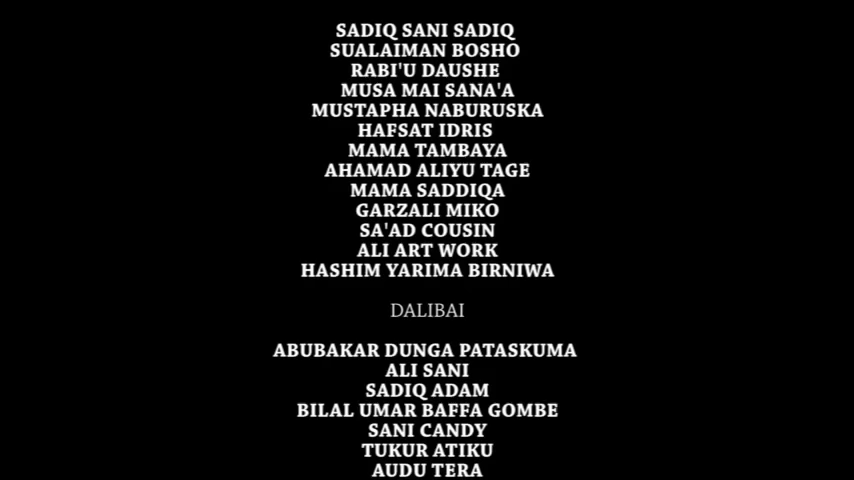 SADIQ SANI SADIQ
SUALAIMAN BOSHO
RABI'U DAUSHE
MUSA MAI SANA'A
MUSTAPHA NABURUSKA
HAFSAT IDRIS
MAMA TAMBAYA
AHAMAD ALIYU TAGE
MAMA SADDIQA
GARZALI MIKO
SA'AD COUSIN
ALI ART WORK
HASHIM YARIMA BIRNIWA
DALIBAI
ABUBAKAR DUNGA PATASKUMA
ALI SANI
SADIQ ADAM
BILAL UMAR BAFFA GOMBE
SANI CANDY
TUKUR ATIKU
AUDU TERA